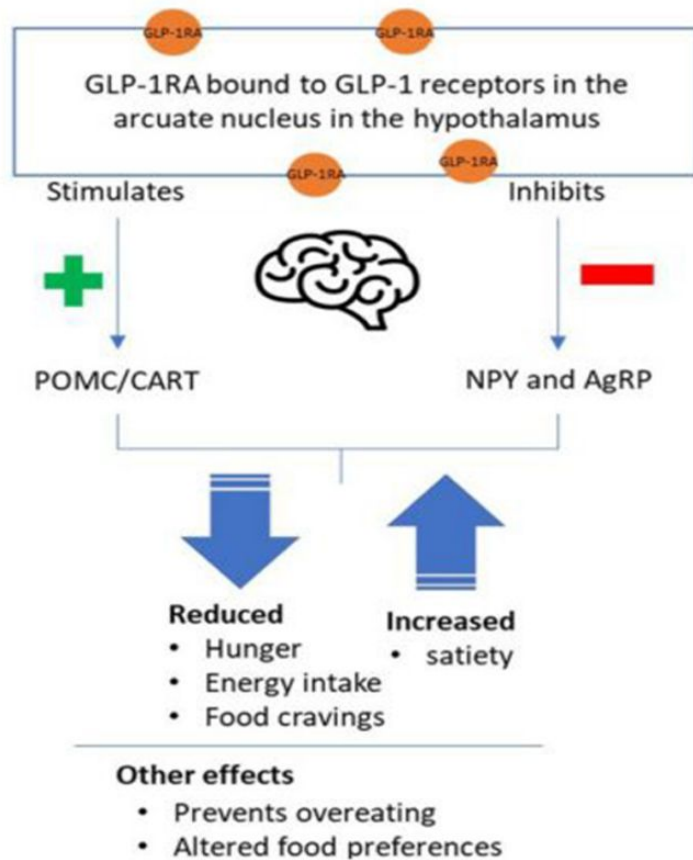 GLP-1RA
GLP-1RA
GLP-1RA bound to GLP-1 receptors in the
arcuate nucleus in the hypothalamus
GLP-1RA
GLP-1RA
Stimulates
Inhibits
POMC/CART
NPY and AgRP
Reduced
• Hunger
• Energy intake
• Food cravings
Increased
• satiety
Other effects
• Prevents overeating
• Altered food preferences